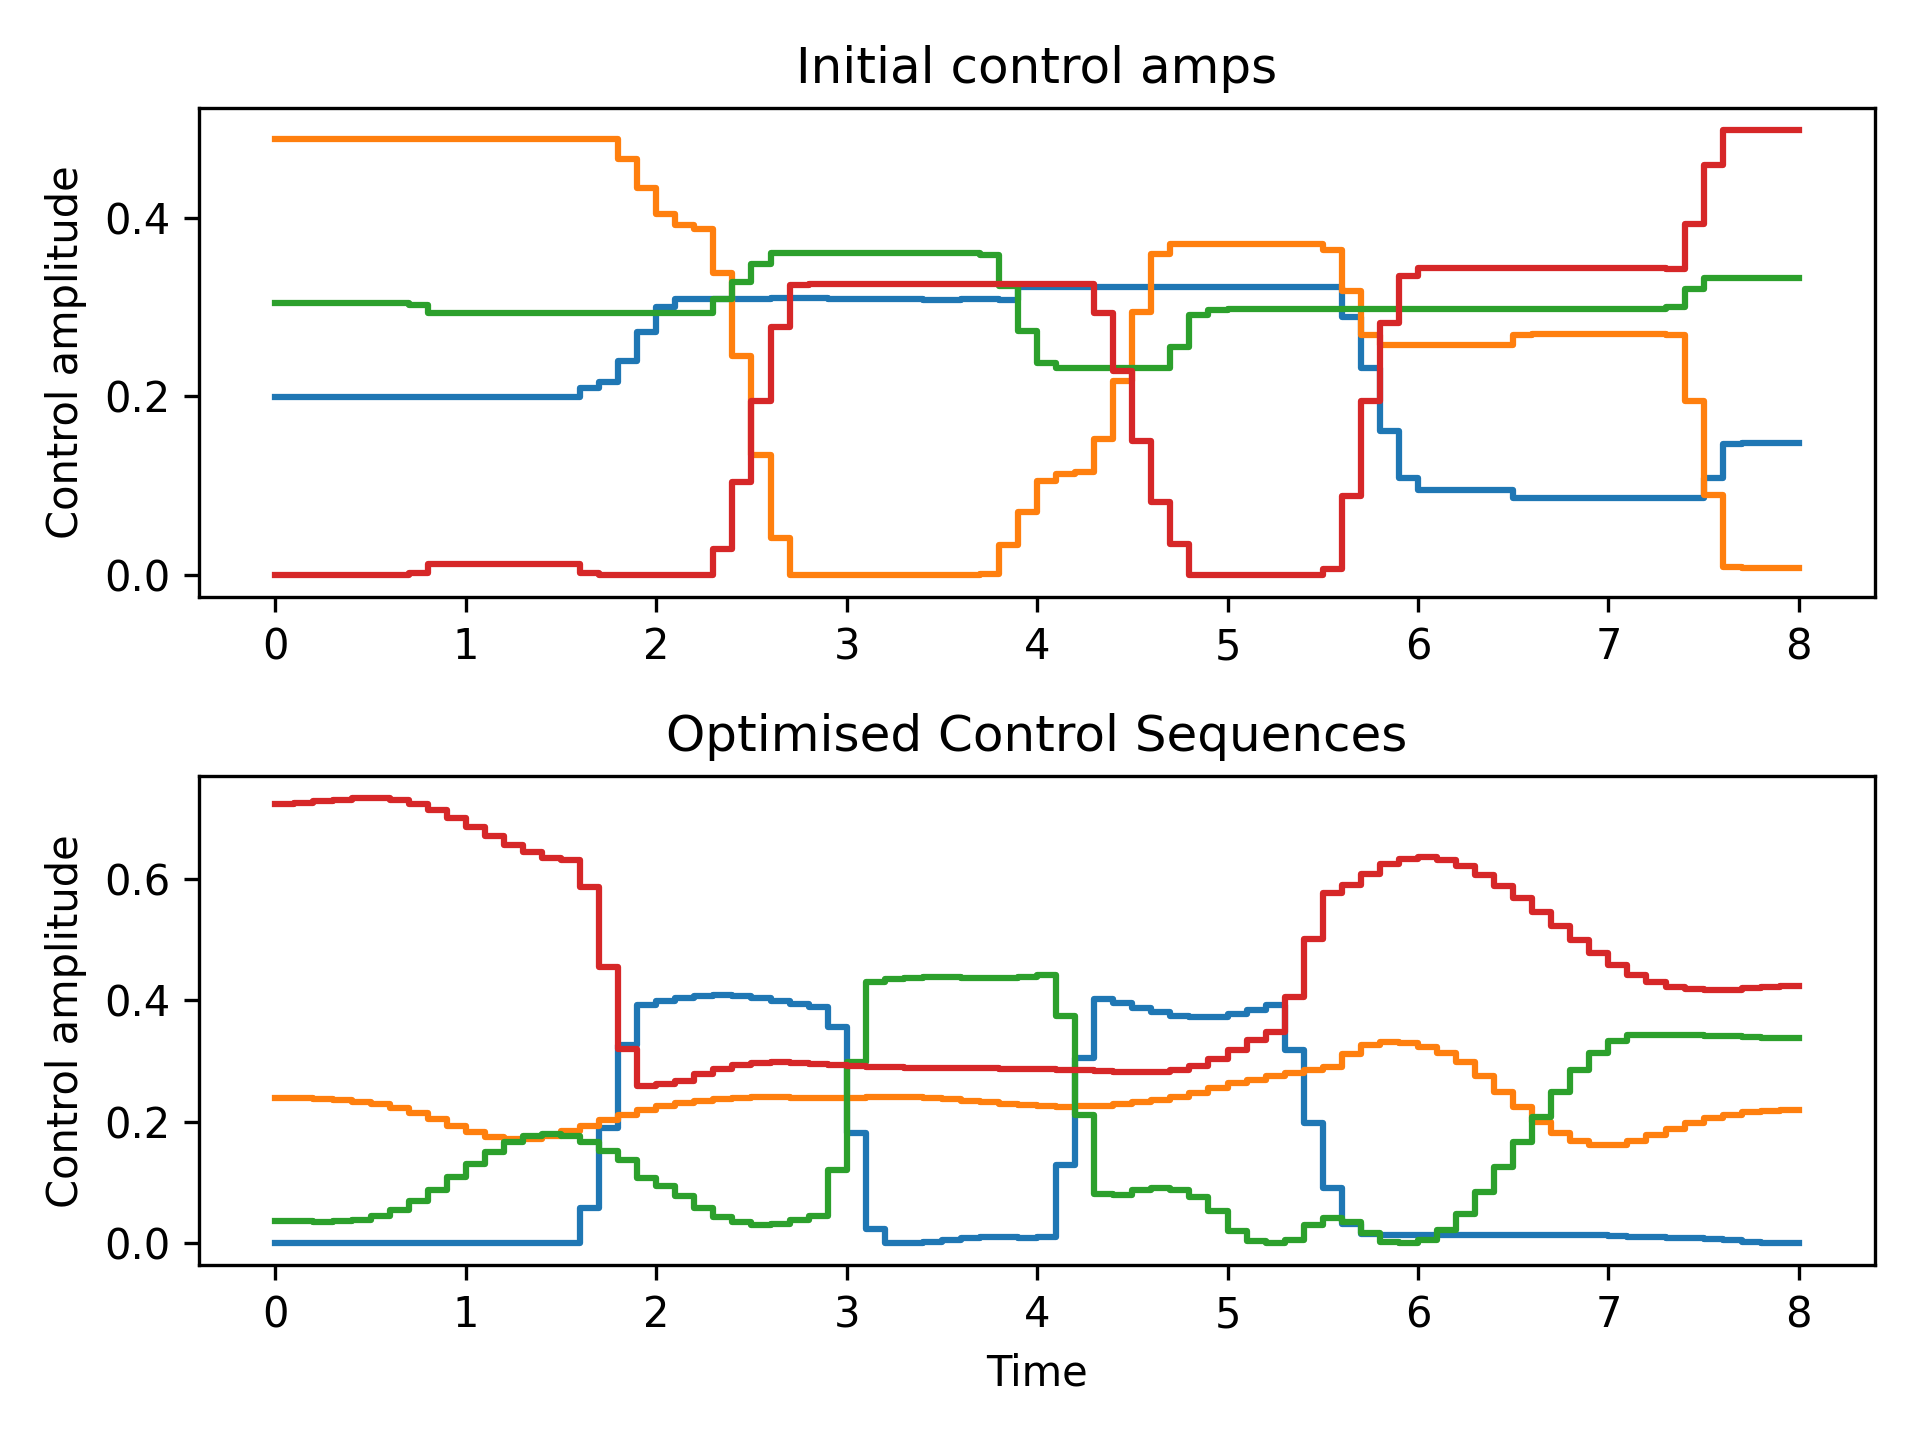 Initial control amps
Control amplitude
0.4
0.2
0.0
0 1 2 3 4 5 6 7 8
Optimised Control Sequences
Control amplitude
0.6
0.4
0.2
0.0
0 1 2 3 4 5 6 7 8
Time